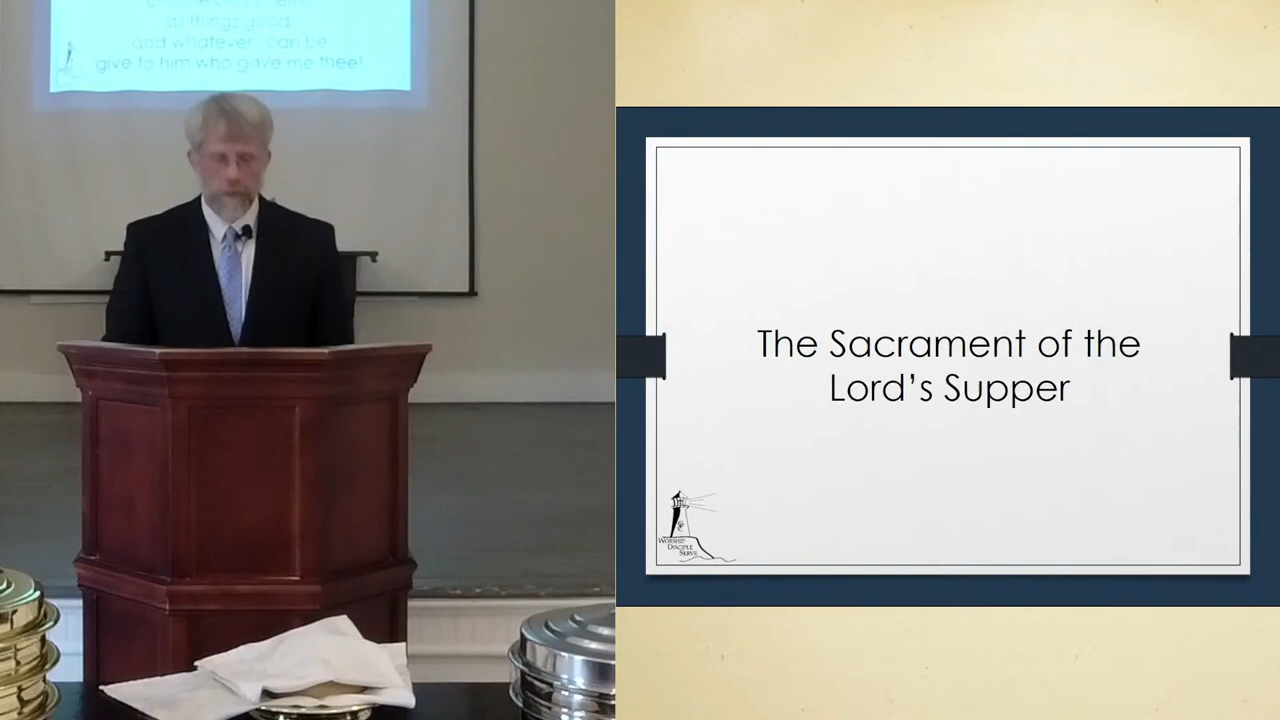 all things good
and whatever I can be
give to him who gave me thee!
The Sacrament of the
Lord's Supper
Worship
Disciple
Serve